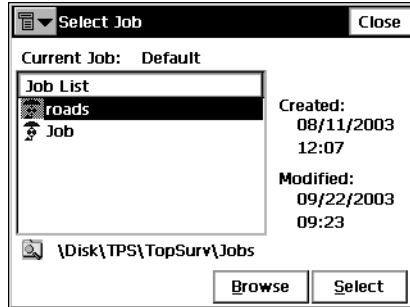 Select Job
Close
Current Job: Default
Job List
roads
Job
Created:
08/11/2003
12:07
Modified:
09/22/2003
09:23
\Disk\TPS\TopSurv\Jobs
Browse
Select